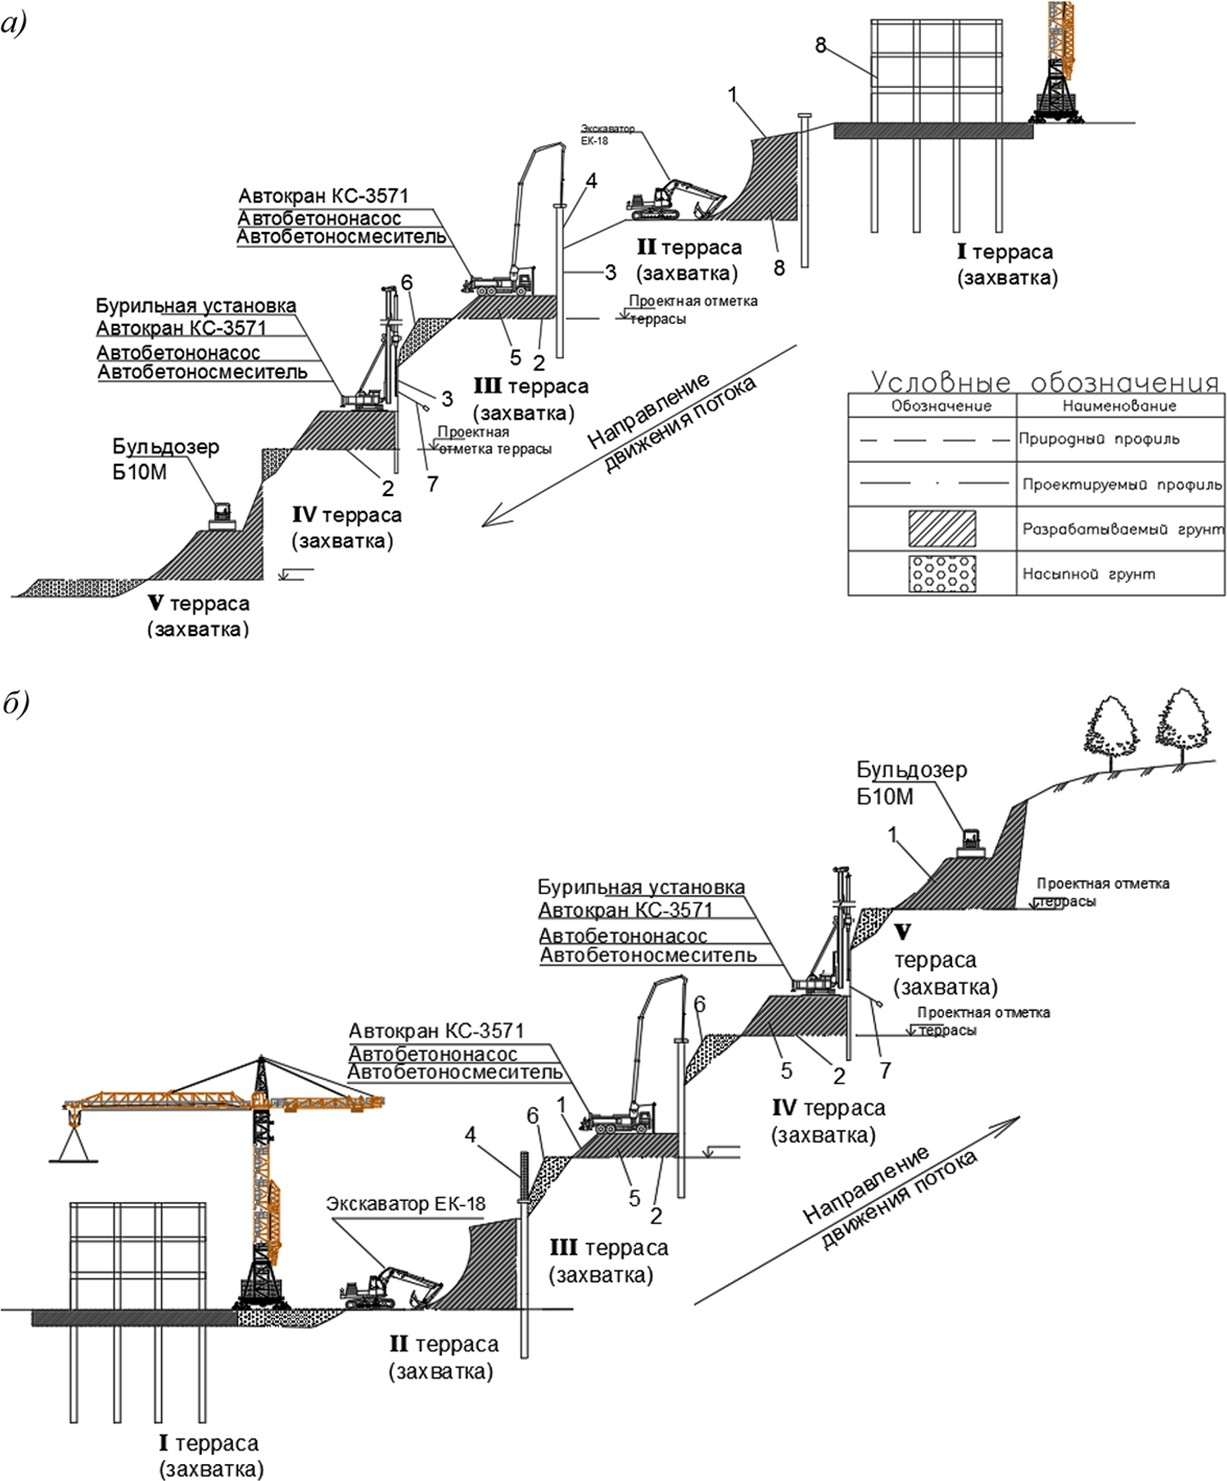 а)
8
1
Экскаватор
ЕК-18
4
Автокран КС-3571
Автобетононасос
Автобетоносмеситель
II терраса
(захватка)
8
I терраса
(захватка)
3
6
Проектная отметка
террасы
Бурильная установка
Автокран КС-3571
Автобетононасос
Автобетоносмеситель
5
2
III терраса
(захватка)
3
Направление
движения потока
Условные обозначения
Обозначение
Наименование
Природный профиль
Проектируемый профиль
Разрабатываемый грунт
Насыпной грунт
Проектная
отметка террасы
Бульдозер
Б10М
2
7
IV терраса
(захватка)
V терраса
(захватка)
б)
Бульдозер
Б10М
1
Проектная отметка
террасы
Бурильная установка
Автокран КС-3571
Автобетононасос
Автобетоносмеситель
V
терраса
(захватка)
6
Проектная отметка
террасы
Автокран КС-3571
Автобетононасос
Автобетоносмеситель
5
2
7
IV терраса
(захватка)
6
1
4
Направление
движения потока
5
2
Экскаватор ЕК-18
III терраса
(захватка)
II терраса
(захватка)
I терраса
(захватка)